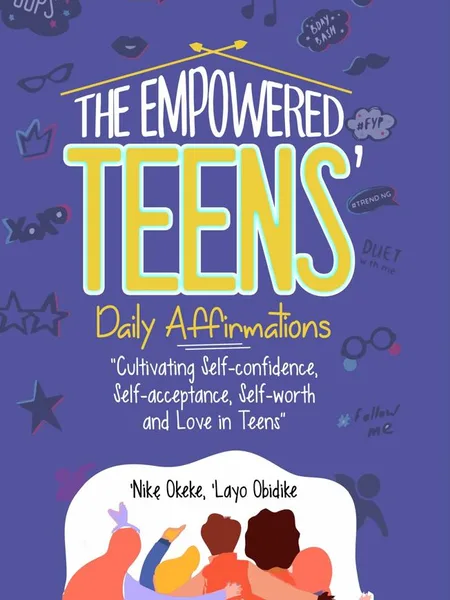 OOPS
BDAY
BASH
THE EMPOWERED
#FYP
TEENS'
#TRENDING
XOXO
DUET
with me
Daily Affirmations
"Cultivating Self-confidence,
Self-acceptance, Self-worth
and Love in Teens"
#follow
me
'Nikę Okeke, 'Layo Obidike